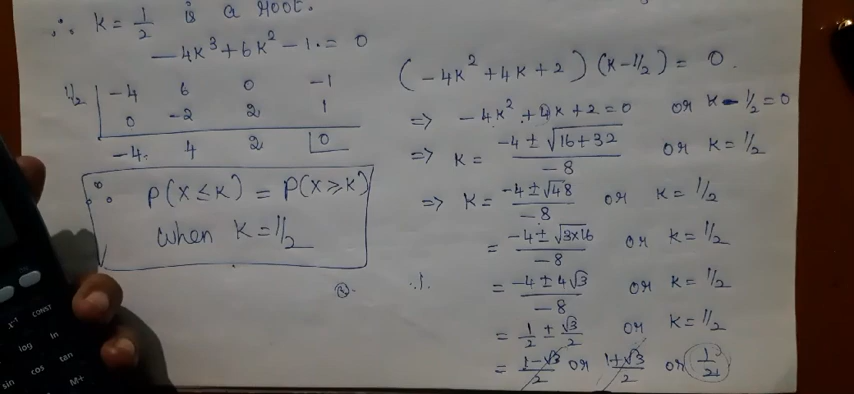 ∴ K = 1/2 is a root.
-4K³ + 6K² - 1 = 0
1/2 | -4 6 0 -1
0 -2 2 1
-4 4 2 |0
∴ P(X ≤ K) = P(X ≥ K)
when K = 1/2
(-4K² + 4K + 2)(K - 1/2) = 0.
⇒ -4K² + 4K + 2 = 0 or K - 1/2 = 0
⇒ K = (-4 ± √(16+32))/-8 or K = 1/2
⇒ K = (-4 ± √48)/-8 or K = 1/2
= (-4 ± √(3×16))/-8 or K = 1/2
∴ = (-4 ± 4√3)/-8 or K = 1/2
= 1/2 ± √3/2 or K = 1/2
= (1-√3)/2 or (1+√3)/2 or 1/2
x⁻¹ CONST
log ln
sin cos tan
M+